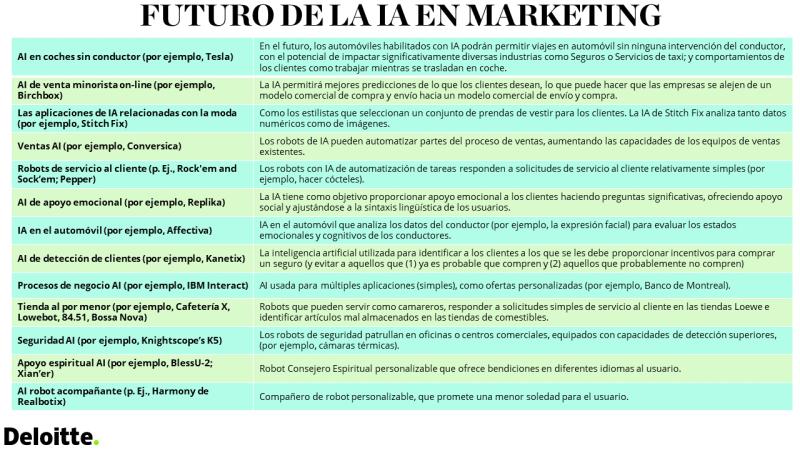 FUTURO DE LA IA EN MARKETING
AI en coches sin conductor (por ejemplo, Tesla)
En el futuro, los automóviles habilitados con IA podrán permitir viajes en automóvil sin ninguna intervención del conductor,
con el potencial de impactar significativamente diversas industrias como Seguros o Servicios de taxi; y comportamientos de
los clientes como trabajar mientras se trasladan en coche.
AI de venta minorista on-line (por ejemplo,
Birchbox)
La IA permitirá mejores predicciones de lo que los clientes desean, lo que puede hacer que las empresas se alejen de un
modelo comercial de compra y envío hacia un modelo comercial de envío y compra.
Las aplicaciones de IA relacionadas con la moda
(por ejemplo, Stitch Fix)
Como los estilistas que seleccionan un conjunto de prendas de vestir para los clientes. La IA de Stitch Fix analiza tanto datos
numéricos como de imágenes.
Ventas AI (por ejemplo, Conversica)
Los robots de IA pueden automatizar partes del proceso de ventas, aumentando las capacidades de los equipos de ventas
existentes.
Robots de servicio al cliente (p. Ej., Rock'em and
Sock'em; Pepper)
Los robots con IA de automatización de tareas responden a solicitudes de servicio al cliente relativamente simples (por
ejemplo, hacer cócteles).
AI de apoyo emocional (por ejemplo, Replika)
La IA tiene como objetivo proporcionar apoyo emocional a los clientes haciendo preguntas significativas, ofreciendo apoyo
social y ajustándose a la sintaxis lingüística de los usuarios.
IA en el automóvil (por ejemplo, Affectiva)
IA en el automóvil que analiza los datos del conductor (por ejemplo, la expresión facial) para evaluar los estados
emocionales y cognitivos de los conductores.
AI de detección de clientes (por ejemplo, Kanetix)
La inteligencia artificial utilizada para identificar a los clientes a los que se les debe proporcionar incentivos para comprar
un seguro (y evitar a aquellos que (1) ya es probable que compren y (2) aquellos que probablemente no compren)
Procesos de negocio AI (por ejemplo, IBM Interact)
AI usada para múltiples aplicaciones (simples), como ofertas personalizadas (por ejemplo, Banco de Montreal).
Tienda al por menor (por ejemplo, Cafetería X,
Lowebot, 84.51, Bossa Nova)
Robots que pueden servir como camareros, responder a solicitudes simples de servicio al cliente en las tiendas Loewe e
identificar artículos mal almacenados en las tiendas de comestibles.
Seguridad AI (por ejemplo, Knightscope's K5)
Los robots de seguridad patrullan en oficinas o centros comerciales, equipados con capacidades de detección superiores,
(por ejemplo, cámaras térmicas).
Apoyo espiritual AI (por ejemplo, BlessU-2;
Xian'er)
Robot Consejero Espiritual personalizable que ofrece bendiciones en diferentes idiomas al usuario.
AI robot acompañante (p. Ej., Harmony de
Realbotix)
Compañero de robot personalizable, que promete una menor soledad para el usuario.
Deloitte.